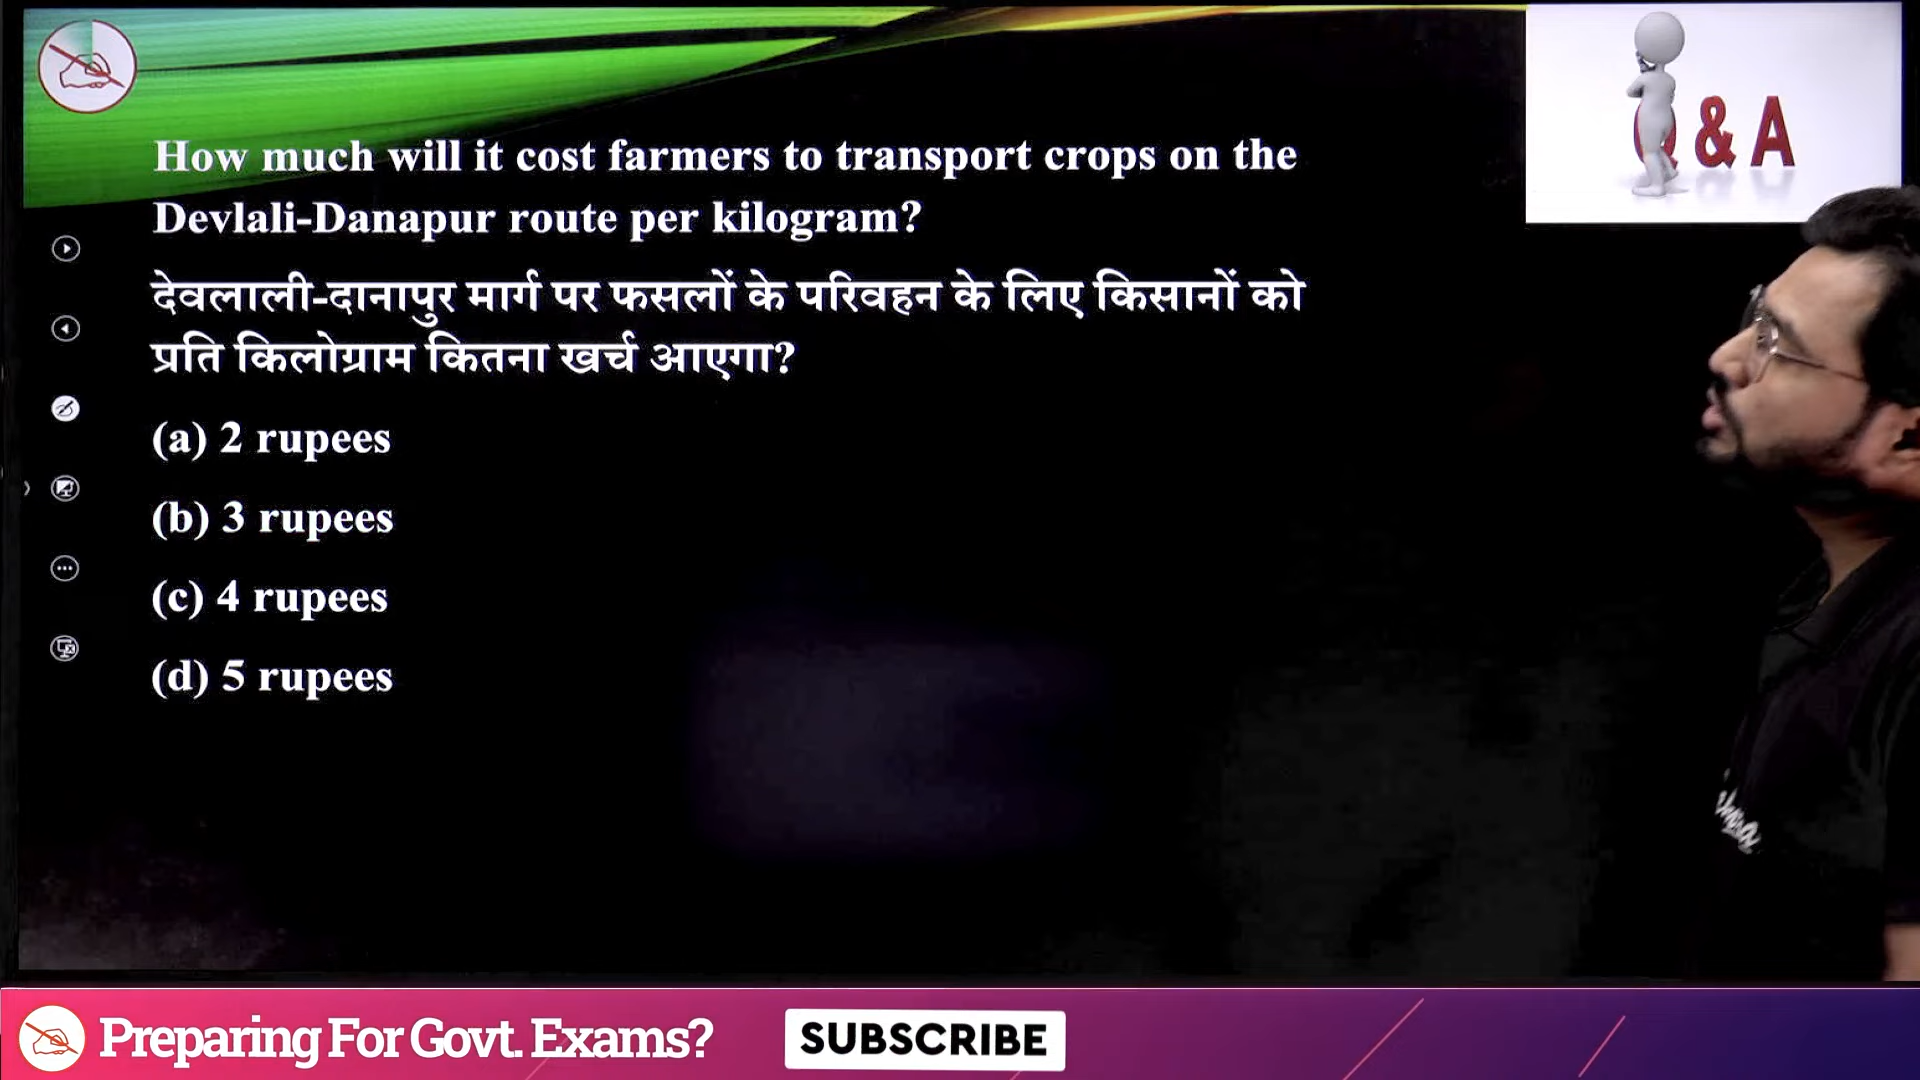 & A
How much will it cost farmers to transport crops on the
Devlali-Danapur route per kilogram?
देवलाली-दानापुर मार्ग पर फसलों के परिवहन के लिए किसानों को
प्रति किलोग्राम कितना खर्च आएगा?
(a) 2 rupees
(b) 3 rupees
(c) 4 rupees
(d) 5 rupees
Preparing For Govt. Exams?
SUBSCRIBE